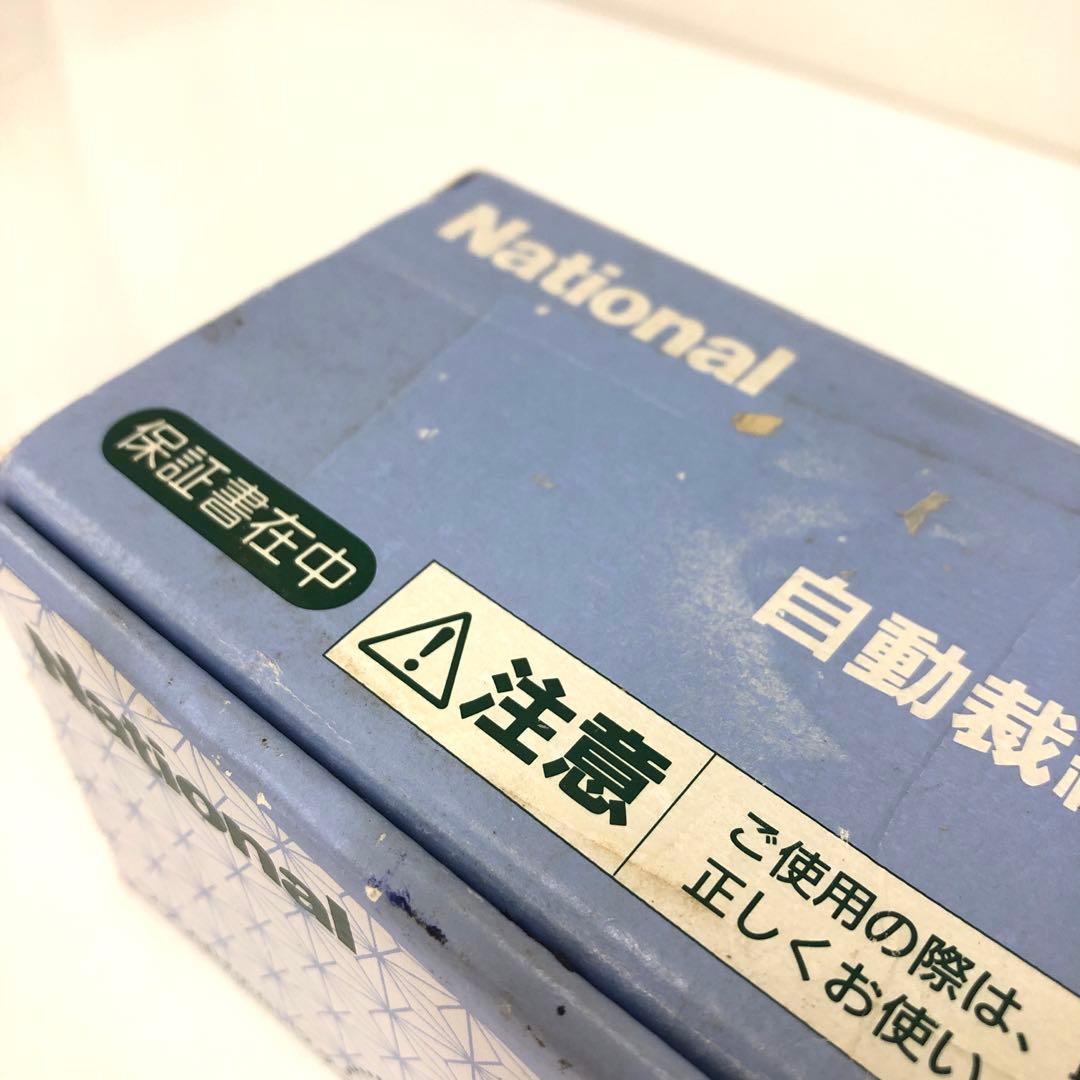 National
保証書在中
自動裁
注意
ご使用の際は、
正しくお使い
National